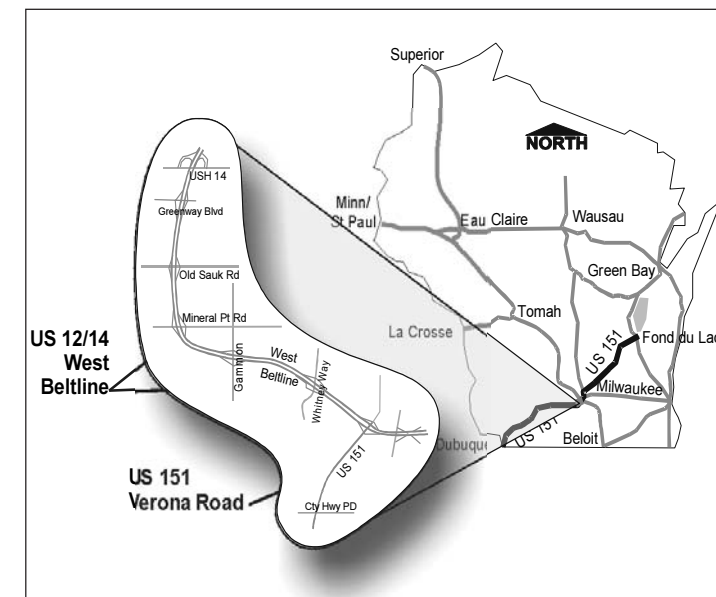 Superior
NORTH
USH 14
Greenway Blvd
Minn/
St Paul
Eau Claire
Wausau
Green Bay
Old Sauk Rd
Mineral Pt Rd
Tomah
La Crosse
Fond du Lac
US 151
US 12/14
West
Beltline
Gammon
West
Beltline
Whitney Way
Milwaukee
Dubuque
US 151
Beloit
US 151
US 151
Verona Road
Cty Hwy PD